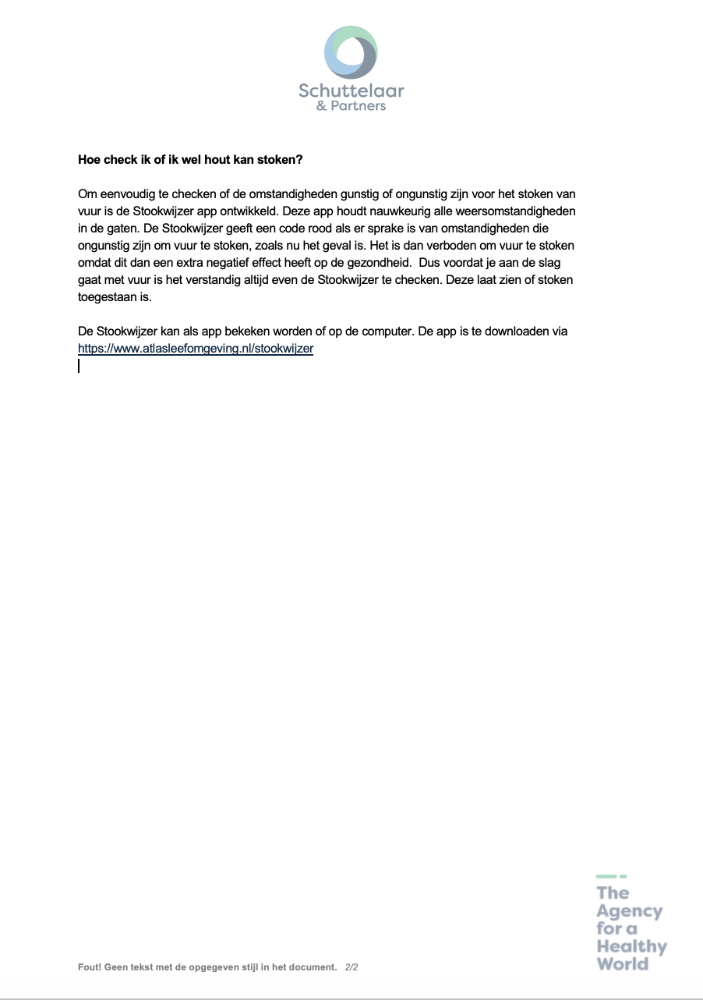 Schuttelaar
& Partners
Hoe check ik of ik wel hout kan stoken?
Om eenvoudig te checken of de omstandigheden gunstig of ongunstig zijn voor het stoken van
vuur is de Stookwijzer app ontwikkeld. Deze app houdt nauwkeurig alle weersomstandigheden
in de gaten. De Stookwijzer geeft een code rood als er sprake is van omstandigheden die
ongunstig zijn om vuur te stoken, zoals nu het geval is. Het is dan verboden om vuur te stoken
omdat dit dan een extra negatief effect heeft op de gezondheid.  Dus voordat je aan de slag
gaat met vuur is het verstandig altijd even de Stookwijzer te checken. Deze laat zien of stoken
toegestaan is.
De Stookwijzer kan als app bekeken worden of op de computer. De app is te downloaden via
https://www.atlasleefomgeving.nl/stookwijzer
The
Agency
for a
Healthy
World
Fout! Geen tekst met de opgegeven stijl in het document. 2/2